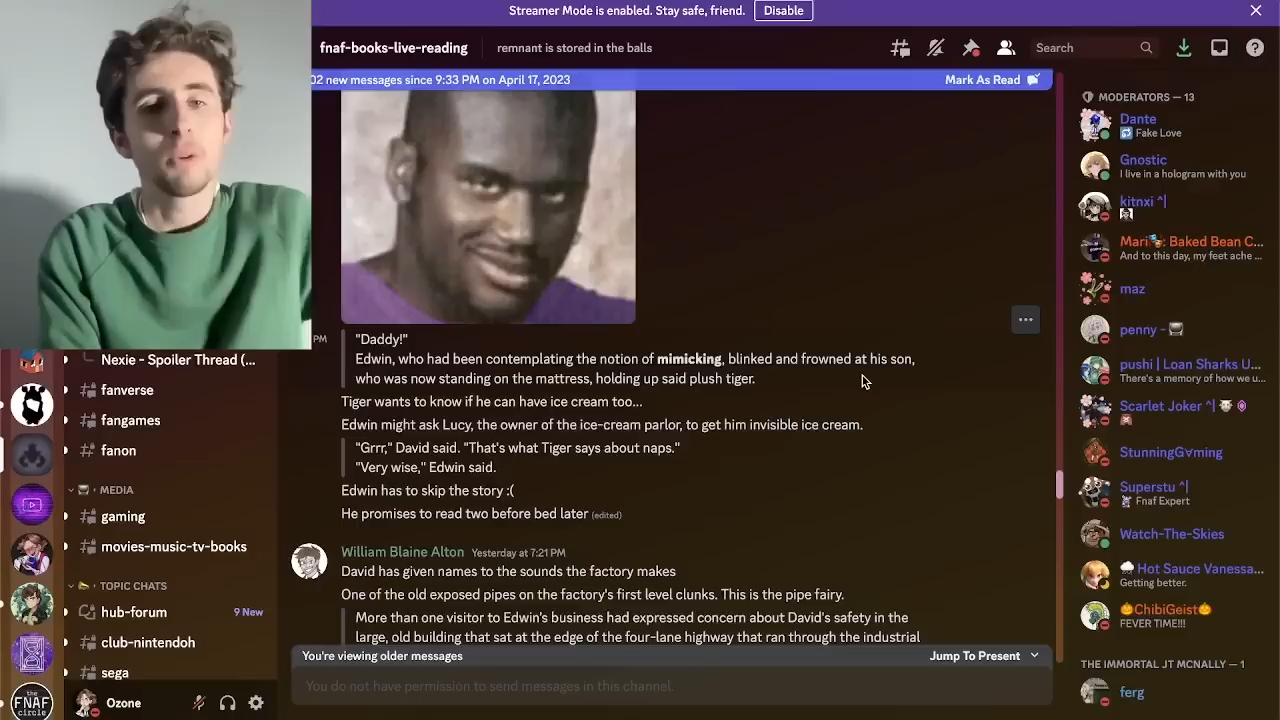 Streamer Mode is enabled. Stay safe, friend. Disable
fnaf-books-live-reading
remnant is stored in the balls
Search
02 new messages since 9:33 PM on April 17, 2023
Mark As Read
PM
"Daddy!"
Edwin, who had been contemplating the notion of mimicking, blinked and frowned at his son,
who was now standing on the mattress, holding up said plush tiger.
Tiger wants to know if he can have ice cream too...
Edwin might ask Lucy, the owner of the ice-cream parlor, to get him invisible ice cream.
"Grrr," David said. "That's what Tiger says about naps."
"Very wise," Edwin said.
Edwin has to skip the story :(
He promises to read two before bed later (edited)
William Blaine Alton Yesterday at 7:21 PM
David has given names to the sounds the factory makes
One of the old exposed pipes on the factory's first level clunks. This is the pipe fairy.
More than one visitor to Edwin's business had expressed concern about David's safety in the
large, old building that sat at the edge of the four-lane highway that ran through the industrial
You're viewing older messages
Jump To Present
You do not have permission to send messages in this channel.
Nexie - Spoiler Thread (...
fanverse
fangames
fanon
MEDIA
gaming
movies-music-tv-books
TOPIC CHATS
hub-forum
9 New
club-nintendoh
sega
Ozone
the
FNAF
circle
MODERATORS — 13
Dante
Fake Love
Gnostic
I live in a hologram with you
kitnxi ^|
Mari: Baked Bean C...
And to this day, my feet ache ...
maz
penny -
pushi | Loan Sharks U...
There's a memory of how we u...
Scarlet Joker ^|
StunningG∀ming
Superstu ^|
Fnaf Expert
Watch-The-Skies
Hot Sauce Vanessa...
Getting better.
ChibiGeist
FEVER TIME!!!
THE IMMORTAL JT MCNALLY — 1
ferg